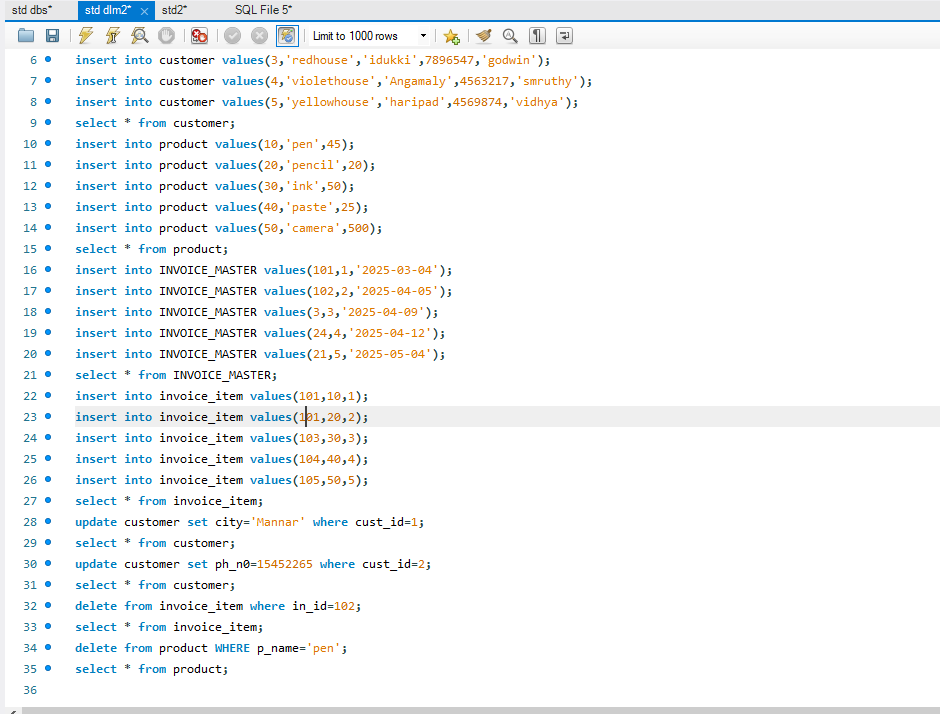 std dbs* std dlm2* std2* SQL File 5*
Limit to 1000 rows
6 insert into customer values(3,'redhouse','idukki',7896547,'godwin');
7 insert into customer values(4,'violethouse','Angamaly',4563217,'smruthy');
8 insert into customer values(5,'yellowhouse','haripad',4569874,'vidhya');
9 select * from customer;
10 insert into product values(10,'pen',45);
11 insert into product values(20,'pencil',20);
12 insert into product values(30,'ink',50);
13 insert into product values(40,'paste',25);
14 insert into product values(50,'camera',500);
15 select * from product;
16 insert into INVOICE_MASTER values(101,1,'2025-03-04');
17 insert into INVOICE_MASTER values(102,2,'2025-04-05');
18 insert into INVOICE_MASTER values(3,3,'2025-04-09');
19 insert into INVOICE_MASTER values(24,4,'2025-04-12');
20 insert into INVOICE_MASTER values(21,5,'2025-05-04');
21 select * from INVOICE_MASTER;
22 insert into invoice_item values(101,10,1);
23 insert into invoice_item values(101,20,2);
24 insert into invoice_item values(103,30,3);
25 insert into invoice_item values(104,40,4);
26 insert into invoice_item values(105,50,5);
27 select * from invoice_item;
28 update customer set city='Mannar' where cust_id=1;
29 select * from customer;
30 update customer set ph_n0=15452265 where cust_id=2;
31 select * from customer;
32 delete from invoice_item where in_id=102;
33 select * from invoice_item;
34 delete from product WHERE p_name='pen';
35 select * from product;
36